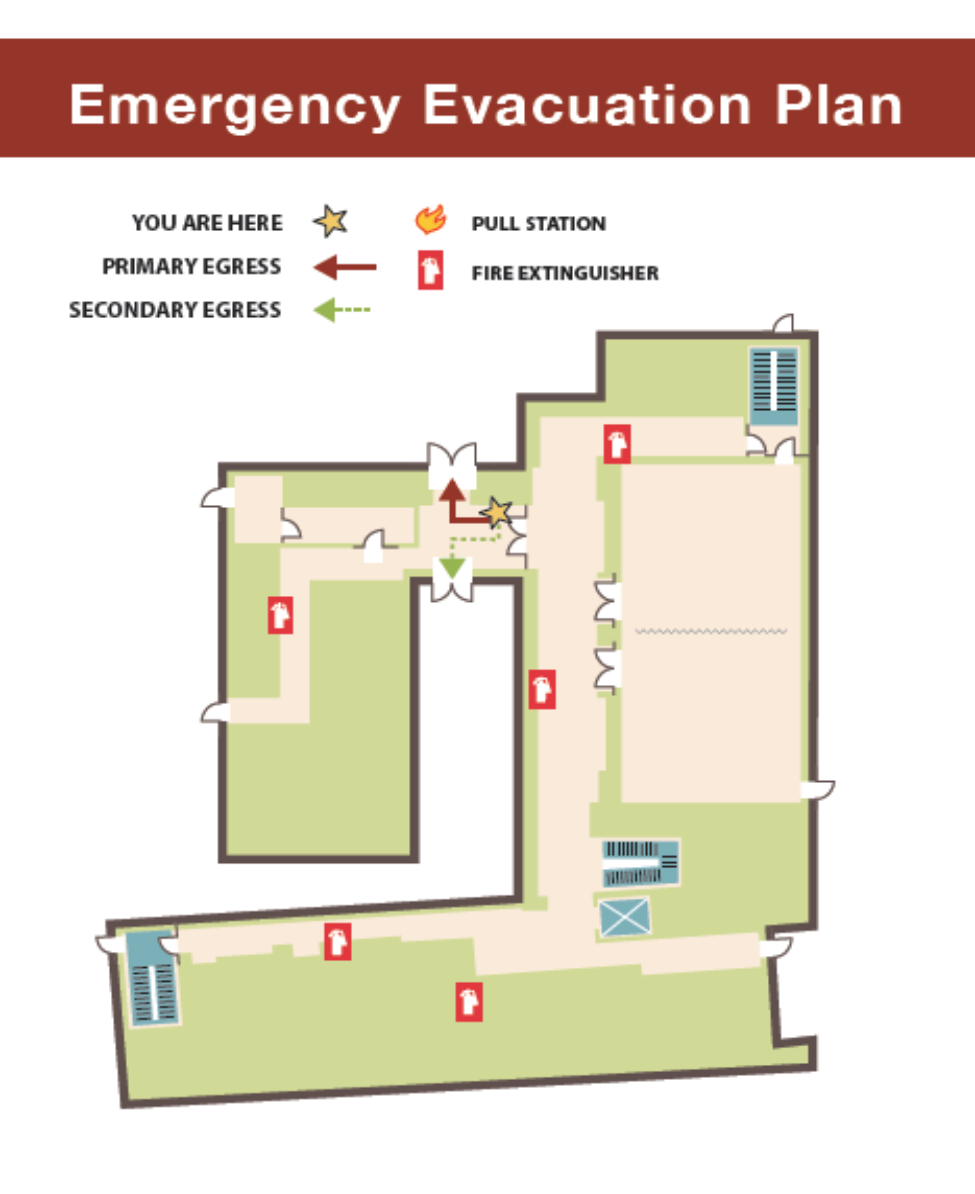 Emergency Evacuation Plan
YOU ARE HERE
PULL STATION
PRIMARY EGRESS
FIRE EXTINGUISHER
SECONDARY EGRESS